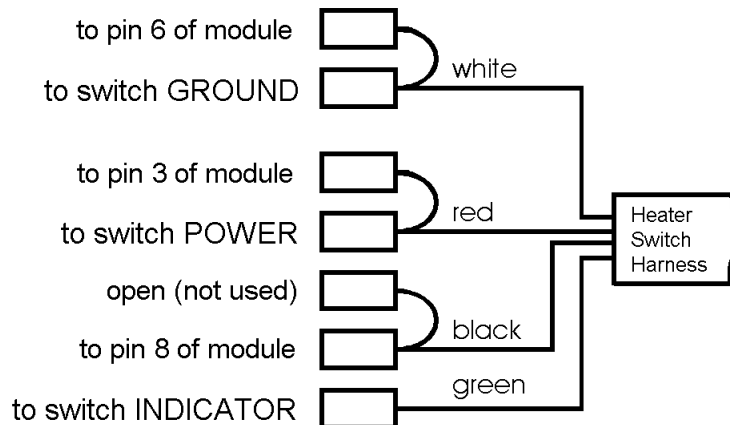 to pin 6 of module
to switch GROUND
white
to pin 3 of module
to switch POWER
red
open (not used)
to pin 8 of module
black
to switch INDICATOR
green
Heater
Switch
Harness